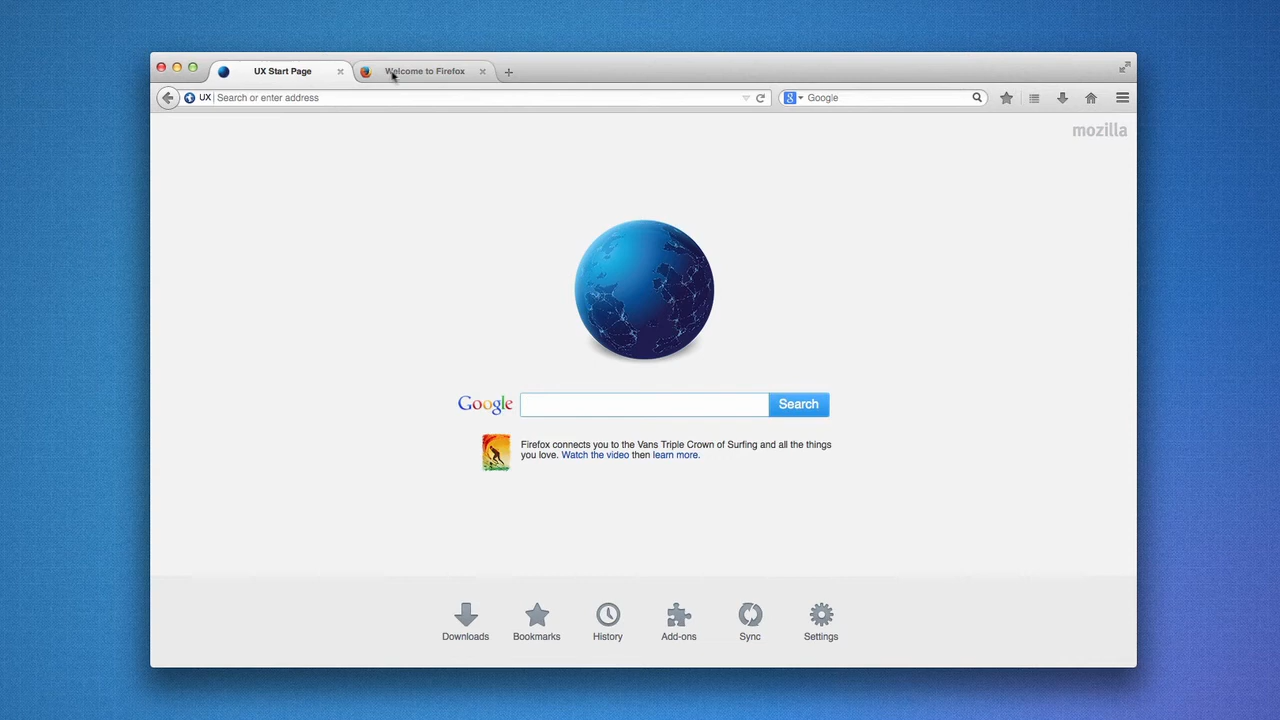 UX Start Page
Welcome to Firefox
UX Search or enter address
Google
mozilla
Google
Search
Firefox connects you to the Vans Triple Crown of Surfing and all the things
you love. Watch the video then learn more.
Downloads
Bookmarks
History
Add-ons
Sync
Settings